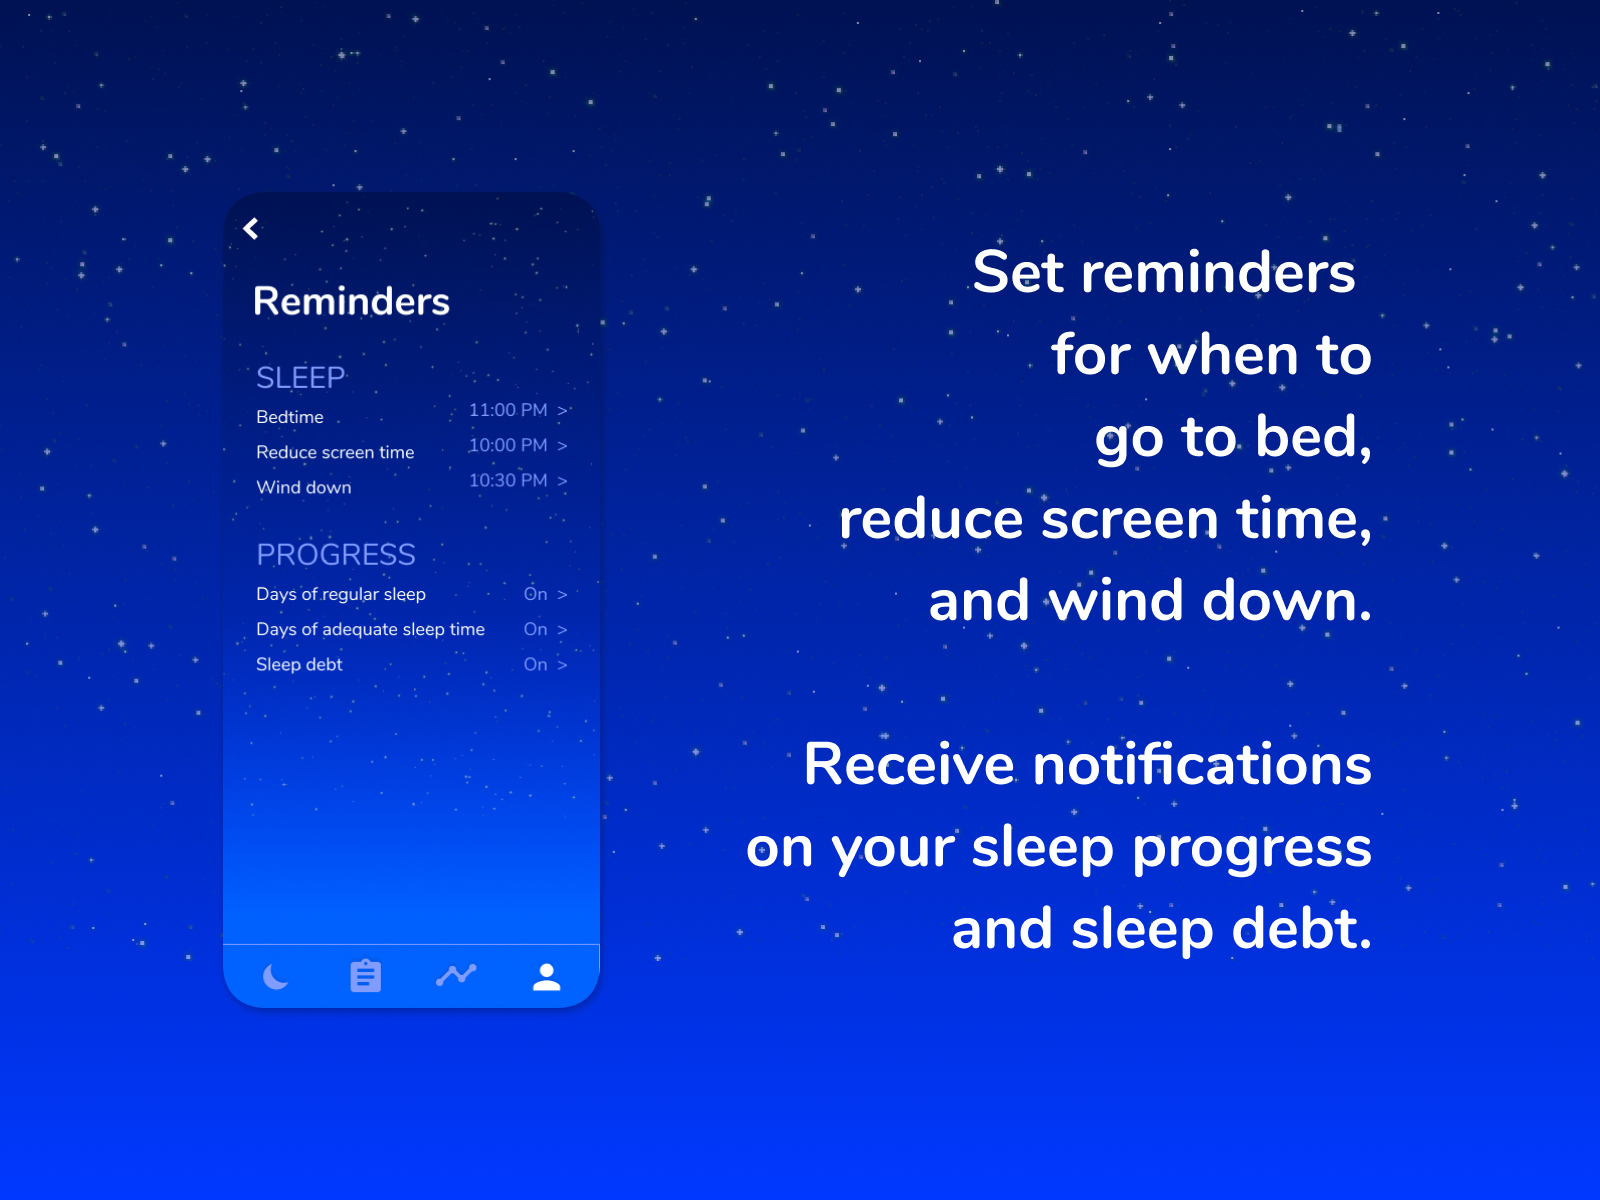 Reminders
SLEEP
Bedtime 11:00 PM >
Reduce screen time 10:00 PM >
Wind down 10:30 PM >
PROGRESS
Days of regular sleep On >
Days of adequate sleep time On >
Sleep debt On >
Set reminders
for when to
go to bed,
reduce screen time,
and wind down.
Receive notifications
on your sleep progress
and sleep debt.